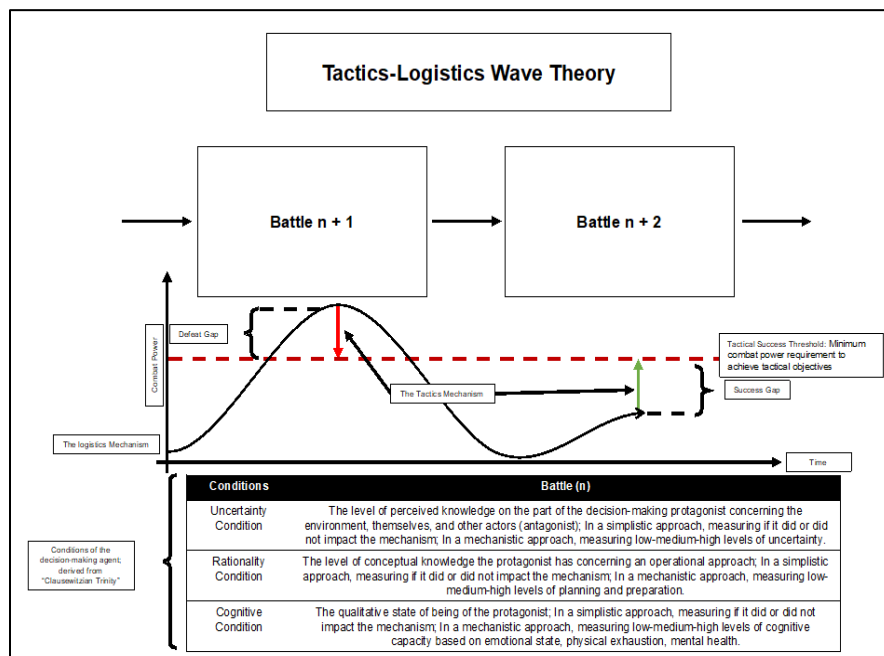 Tactics-Logistics Wave Theory
Battle n + 1
Battle n + 2
Defeat Gap
Combat Power
Tactical Success Threshold: Minimum
combat power requirement to
achieve tactical objectives
The Tactics Mechanism
Success Gap
The logistics Mechanism
Time
Conditions
Battle (n)
Uncertainty
Condition
The level of perceived knowledge on the part of the decision-making protagonist concerning the
environment, themselves, and other actors (antagonist); In a simplistic approach, measuring if it did or did
not impact the mechanism; In a mechanistic approach, measuring low-medium-high levels of uncertainty.
Conditions of
the decision-making agent;
derived from
“Clausewitzian Trinity”
Rationality
Condition
The level of conceptual knowledge the protagonist has concerning an operational approach; In a simplistic
approach, measuring if it did or did not impact the mechanism; In a mechanistic approach, measuring low-
medium-high levels of planning and preparation.
Cognitive
Condition
The qualitative state of being of the protagonist; In a simplistic approach, measuring if it did or did not
impact the mechanism; In a mechanistic approach, measuring low-medium-high levels of cognitive
capacity based on emotional state, physical exhaustion, mental health.